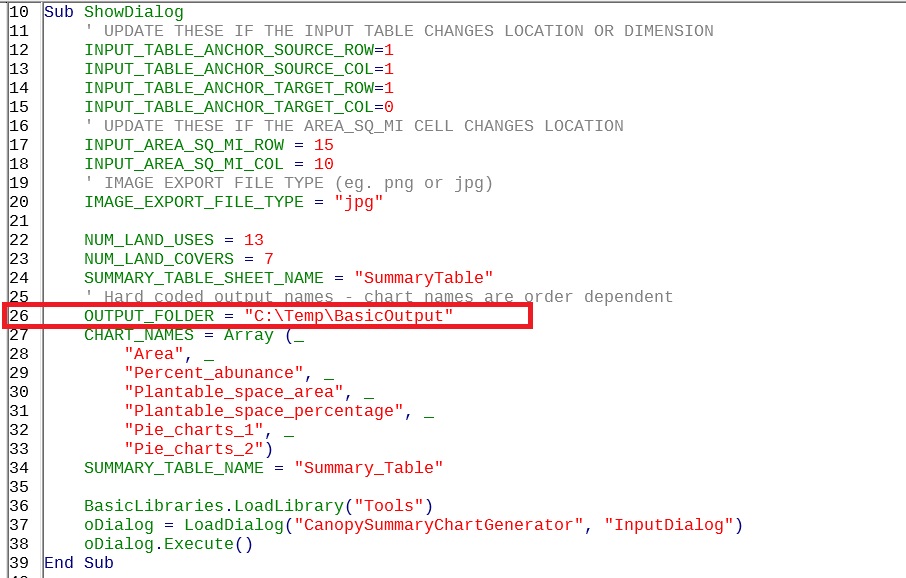 10 Sub ShowDialog
11     ' UPDATE THESE IF THE INPUT TABLE CHANGES LOCATION OR DIMENSION
12     INPUT_TABLE_ANCHOR_SOURCE_ROW=1
13     INPUT_TABLE_ANCHOR_SOURCE_COL=1
14     INPUT_TABLE_ANCHOR_TARGET_ROW=1
15     INPUT_TABLE_ANCHOR_TARGET_COL=0
16     ' UPDATE THESE IF THE AREA_SQ_MI CELL CHANGES LOCATION
17     INPUT_AREA_SQ_MI_ROW = 15
18     INPUT_AREA_SQ_MI_COL = 10
19     ' IMAGE EXPORT FILE TYPE (eg. png or jpg)
20     IMAGE_EXPORT_FILE_TYPE = "jpg"
21
22     NUM_LAND_USES = 13
23     NUM_LAND_COVERS = 7
24     SUMMARY_TABLE_SHEET_NAME = "SummaryTable"
25     ' Hard coded output names - chart names are order dependent
26     OUTPUT_FOLDER = "C:\Temp\BasicOutput"
27     CHART_NAMES = Array (_
28         "Area", _
29         "Percent_abunance", _
30         "Plantable_space_area", _
31         "Plantable_space_percentage", _
32         "Pie_charts_1", _
33         "Pie_charts_2")
34     SUMMARY_TABLE_NAME = "Summary_Table"
35
36     BasicLibraries.LoadLibrary("Tools")
37     oDialog = LoadDialog("CanopySummaryChartGenerator", "InputDialog")
38     oDialog.Execute()
39 End Sub